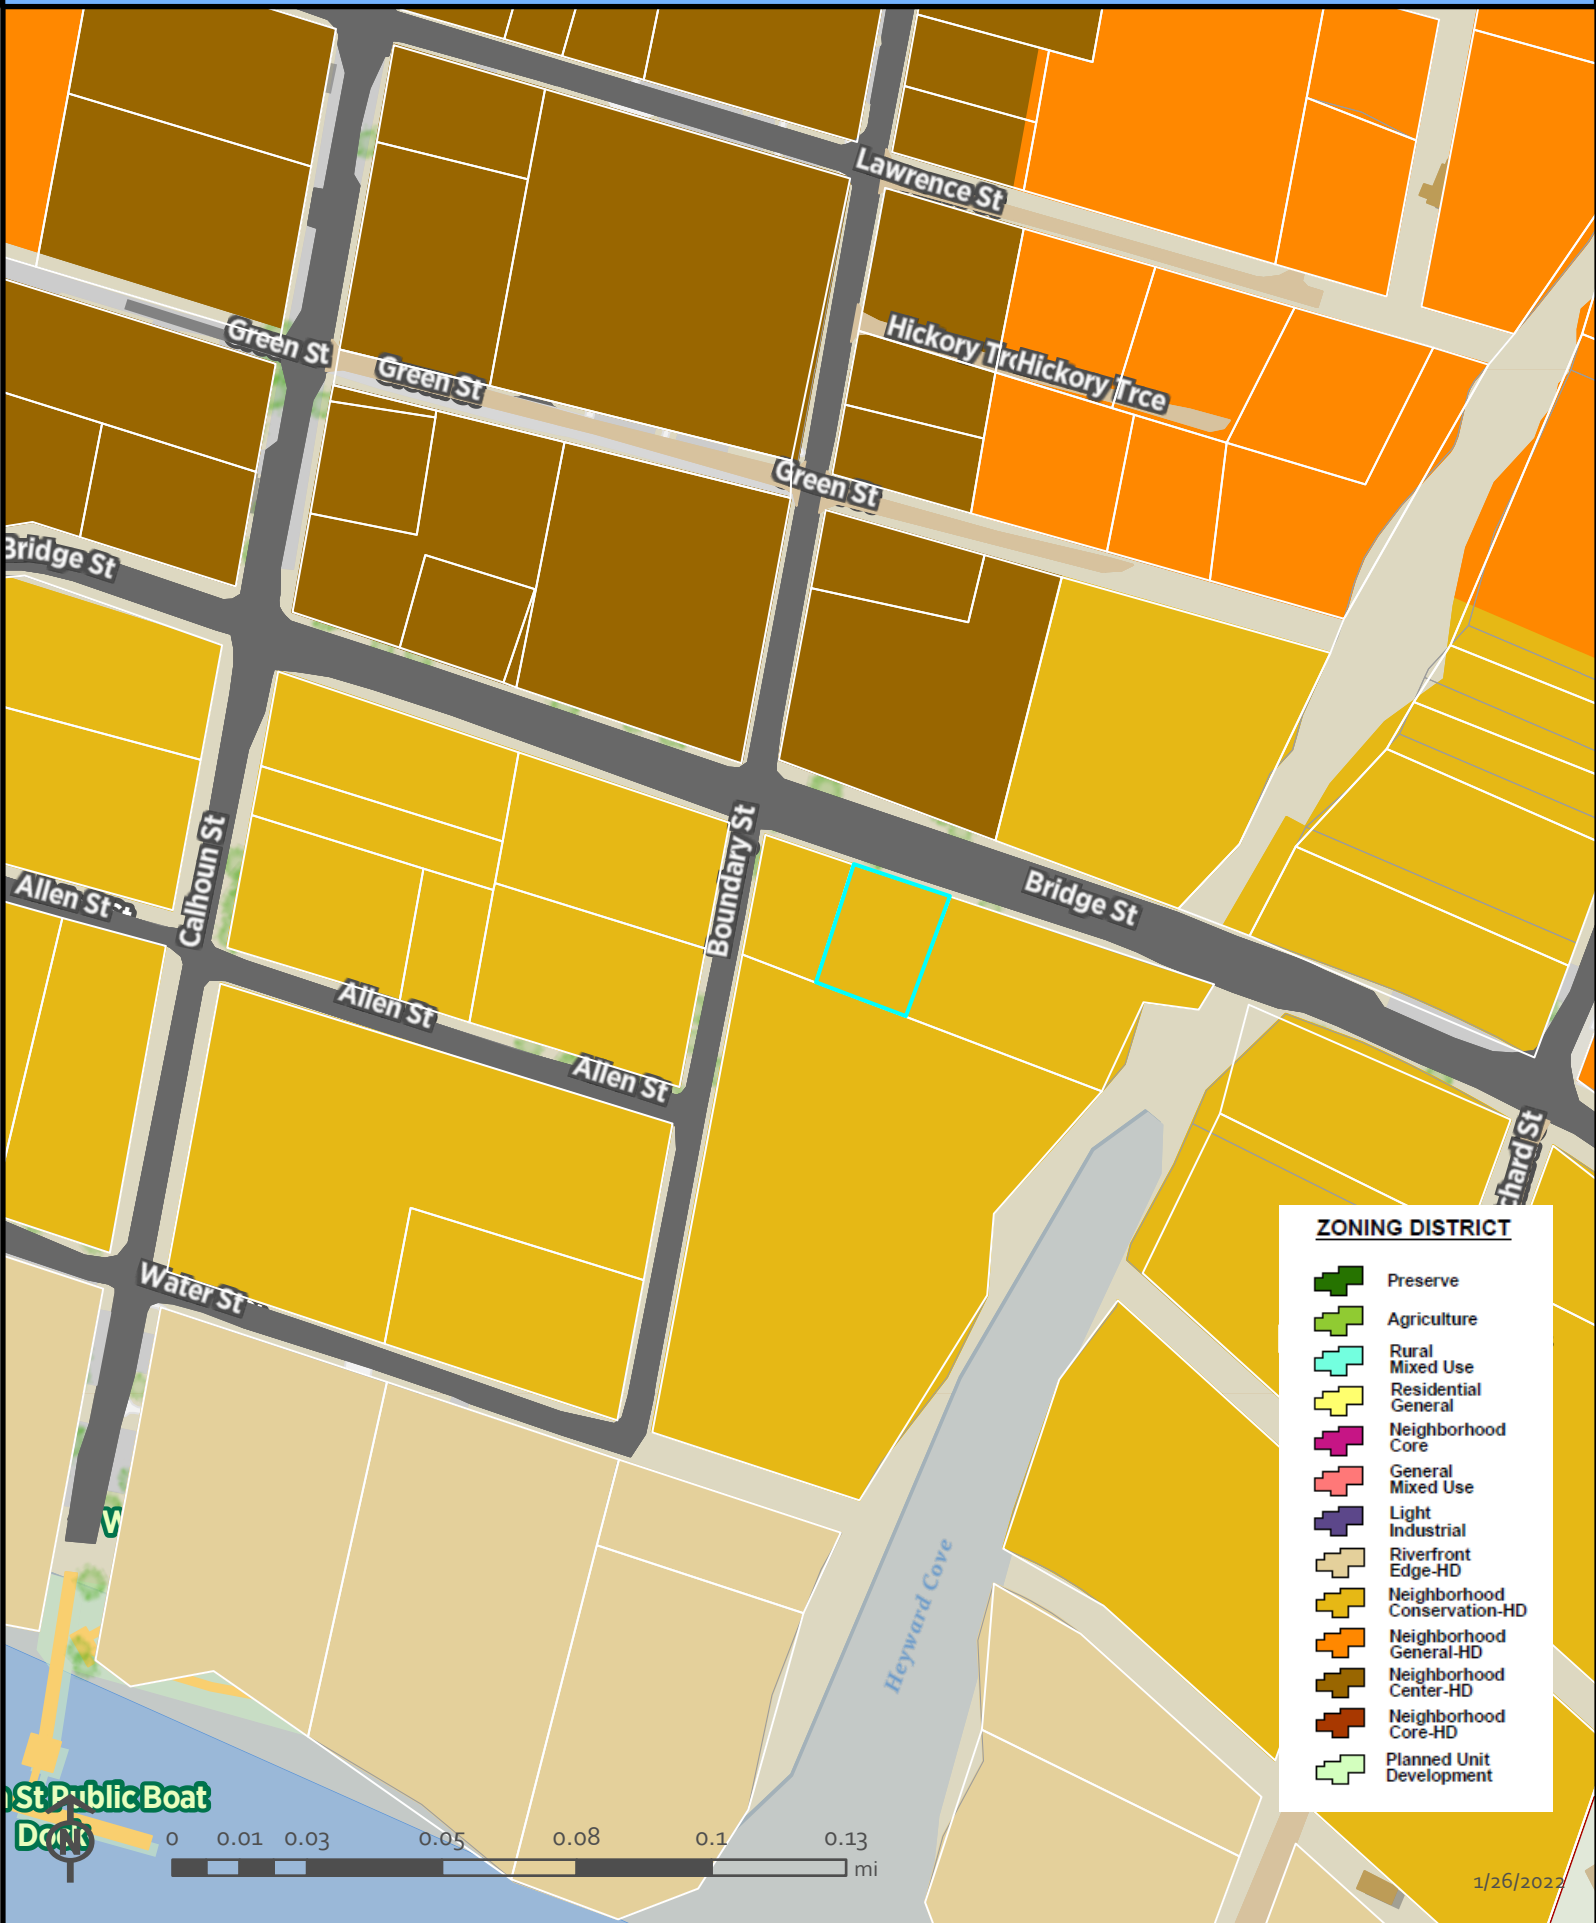 Lawrence St
Hickory Tr
Hickory Trce
Green St
Green St
Green St
Bridge St
Calhoun St
Boundary St
Allen St
Bridge St
Allen St
Allen St
chard St
Water St
W
Heyward Cove
St Public Boat
Dock
N
0 0.01 0.03 0.05 0.08 0.1 0.13
mi
1/26/2022
ZONING DISTRICT
Preserve
Agriculture
Rural
Mixed Use
Residential
General
Neighborhood
Core
General
Mixed Use
Light
Industrial
Riverfront
Edge-HD
Neighborhood
Conservation-HD
Neighborhood
General-HD
Neighborhood
Center-HD
Neighborhood
Core-HD
Planned Unit
Development